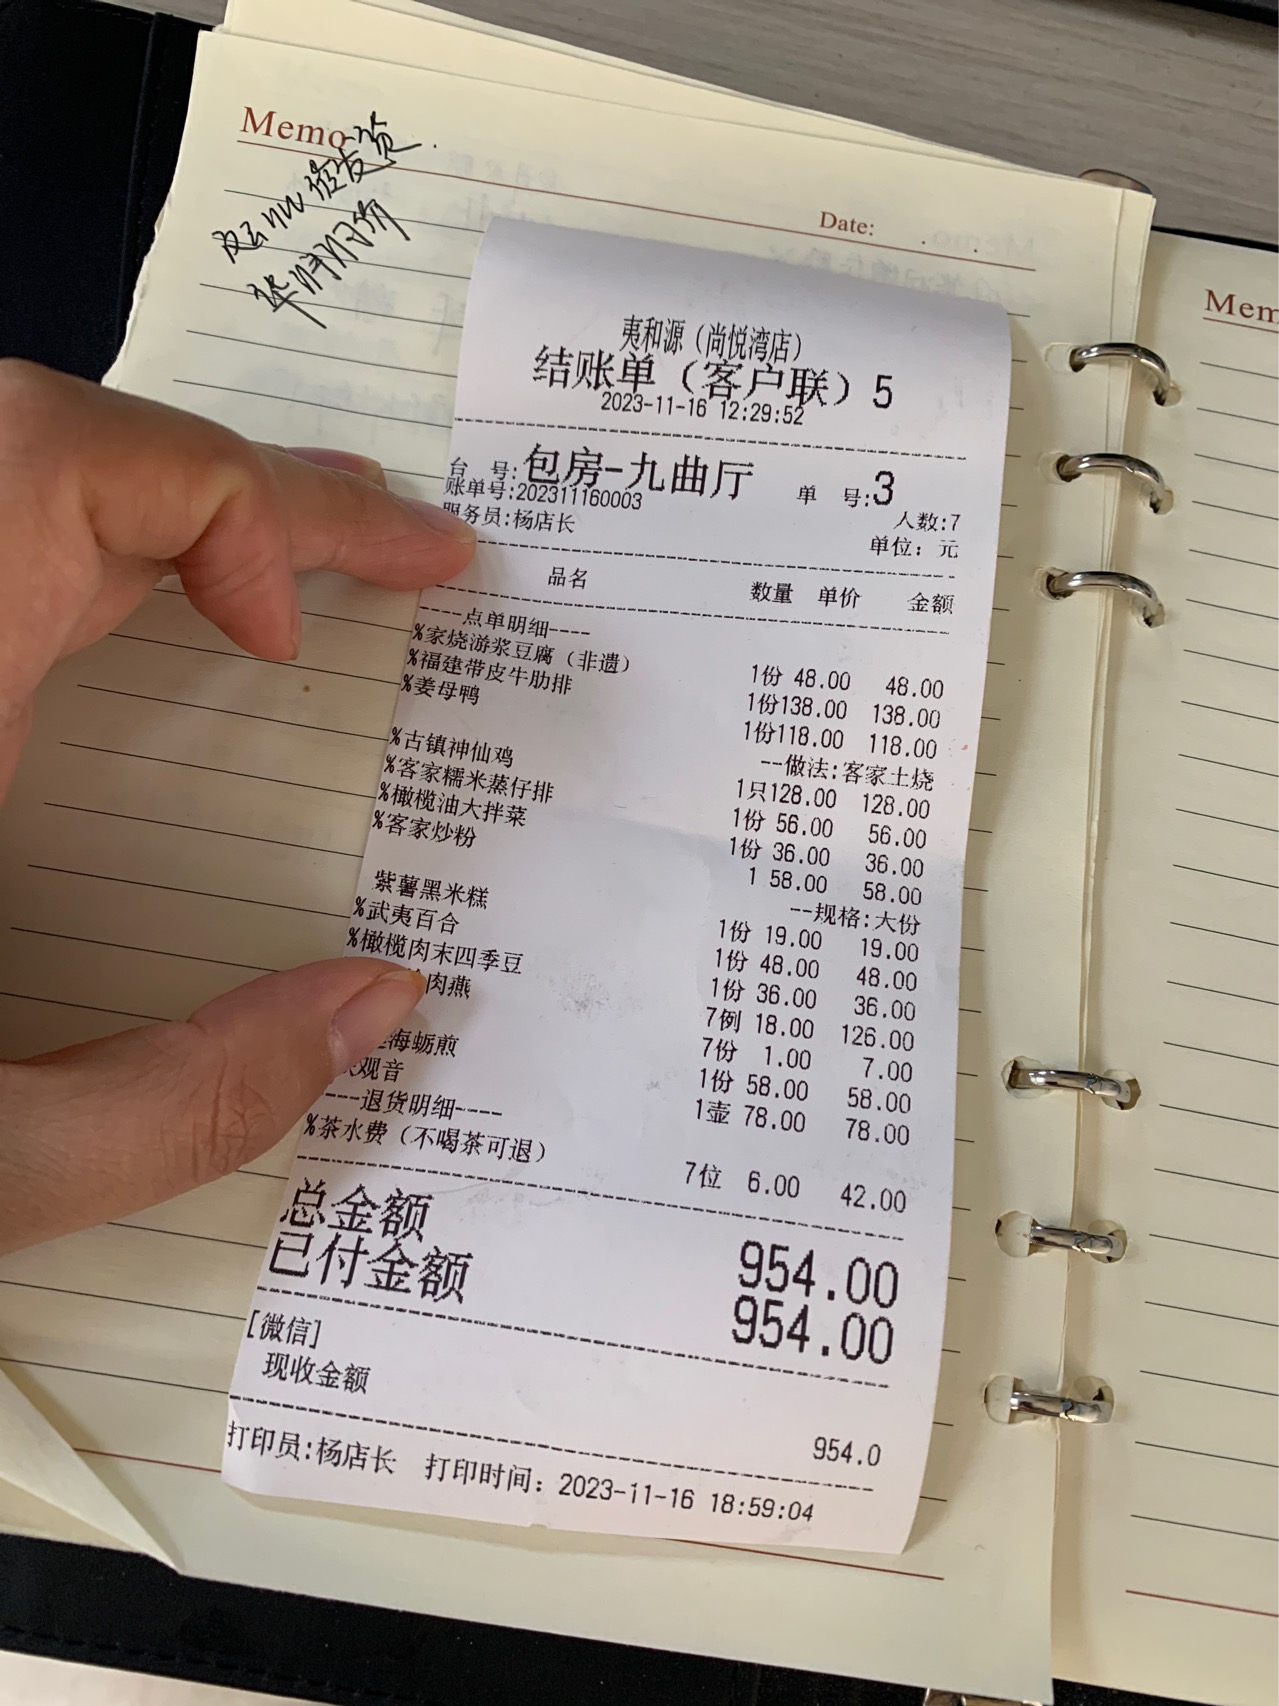 Memo
Date:
Mem
夷和源（尚悦湾店）
结账单（客户联）5
2023-11-16 12:29:52
台 号:包房-九曲厅 单 号:3
账单号:202311160003 人数:7
服务员:杨店长 单位: 元
品名 数量 单价 金额
----点单明细----
%家烧游浆豆腐（非遗） 1份 48.00 48.00
%福建带皮牛肋排 1份138.00 138.00
%姜母鸭 1份118.00 118.00
--做法:客家土烧
%古镇神仙鸡 1只128.00 128.00
%客家糯米蒸仔排 1份 56.00 56.00
%橄榄油大拌菜 1份 36.00 36.00
%客家炒粉 1 58.00 58.00
--规格:大份
紫薯黑米糕 1份 19.00 19.00
%武夷百合 1份 48.00 48.00
%橄榄肉末四季豆 1份 36.00 36.00
肉燕 7例 18.00 126.00
7份 1.00 7.00
海蛎煎 1份 58.00 58.00
观音 1壶 78.00 78.00
----退货明细----
%茶水费（不喝茶可退） 7位 6.00 42.00
总金额 954.00
已付金额 954.00
[微信]
现收金额 954.0
打印员:杨店长 打印时间: 2023-11-16 18:59:04